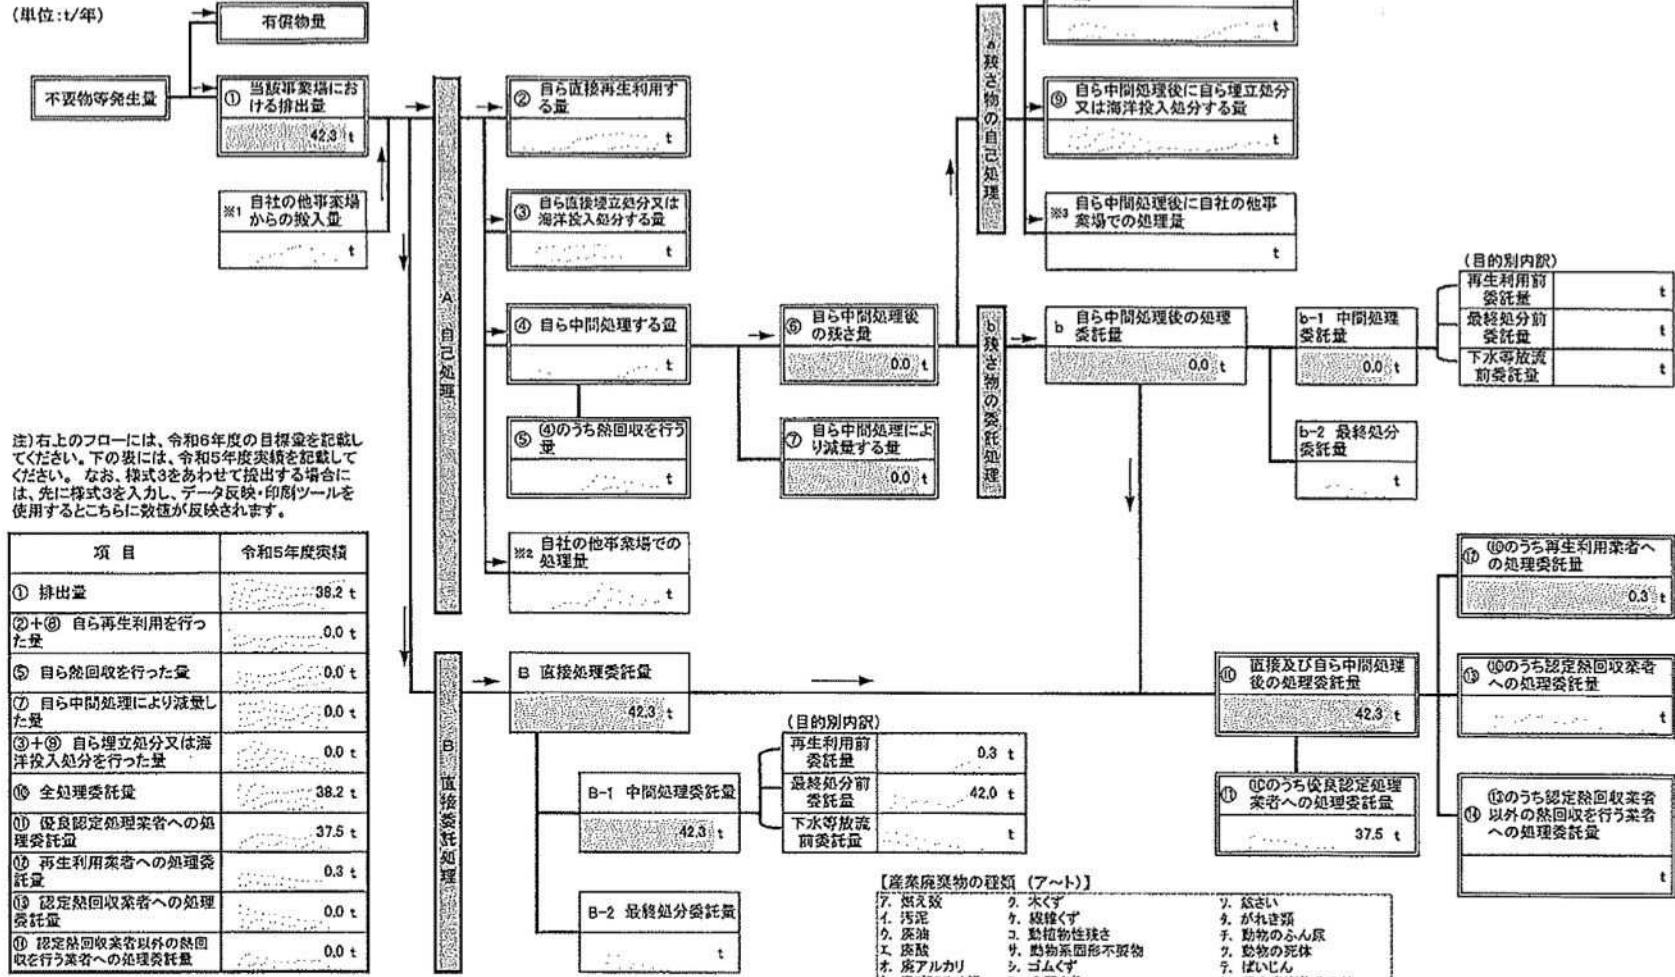 (単位:t/年)
有償物量
不要物等発生量
① 当該事業場にお
ける排出量
42.3 t
※1 自社の他事業場
からの搬入量
t
A 自己処理
② 自ら直接再生利用す
る量
t
③ 自ら直接埋立処分又は
海洋投入処分する量
t
④ 自ら中間処理する量
t
⑤ ④のうち熱回収を行う
量
t
※2 自社の他事業場での
処理量
t
⑥ 自ら中間処理後
の残さ量
0.0 t
⑦ 自ら中間処理によ
り減量する量
0.0 t
a残さ物の自己処理
t
⑨ 自ら中間処理後に自ら埋立処分
又は海洋投入処分する量
t
※3 自ら中間処理後に自社の他事
業場での処理量
t
b残さ物の委託処理
b 自ら中間処理後の処理
委託量
0.0 t
b-1 中間処理
委託量
0.0 t
(目的別内訳)
再生利用前
委託量 t
最終処分前
委託量 t
下水等放流
前委託量 t
b-2 最終処分
委託量
t
注)右上のフローには、令和6年度の目標量を記載し
てください。下の表には、令和5年度実績を記載して
ください。なお、様式3をあわせて提出する場合に
は、先に様式3を入力し、データ反映・印刷ツールを
使用するとこちらに数値が反映されます。
項目 令和5年度実績
① 排出量 38.2 t
②+⑧ 自ら再生利用を行っ
た量 0.0 t
⑤ 自ら熱回収を行った量 0.0 t
⑦ 自ら中間処理により減量し
た量 0.0 t
③+⑨ 自ら埋立処分又は海
洋投入処分を行った量 0.0 t
⑩ 全処理委託量 38.2 t
⑪ 優良認定処理業者への処
理委託量 37.5 t
⑫ 再生利用業者への処理委
託量 0.3 t
⑬ 認定熱回収業者への処理
委託量 0.0 t
⑭ 認定熱回収業者以外の熱回
収を行う業者への処理委託量 0.0 t
B 直接委託処理
B 直接処理委託量
42.3 t
B-1 中間処理委託量
42.3 t
(目的別内訳)
再生利用前
委託量 0.3 t
最終処分前
委託量 42.0 t
下水等放流
前委託量 t
B-2 最終処分委託量
t
⑩ 直接及び自ら中間処理
後の処理委託量
42.3 t
⑪ ⑩のうち優良認定処理
業者への処理委託量
37.5 t
⑫ ⑩のうち再生利用業者へ
の処理委託量
0.3 t
⑬ ⑩のうち認定熱回収業者
への処理委託量
t
⑭ ⑬のうち認定熱回収業者
以外の熱回収を行う業者
への処理委託量
t
【産業廃棄物の種類 (ア〜ト)】
ア. 燃え殻 ク. 木くず ソ. 鉱さい
イ. 汚泥 ケ. 繊維くず タ. がれき類
ウ. 廃油 コ. 動植物性残さ チ. 動物のふん尿
エ. 廃酸 サ. 動物系固形不要物 ツ. 動物の死体
オ. 廃アルカリ シ. ゴムくず テ. ばいじん